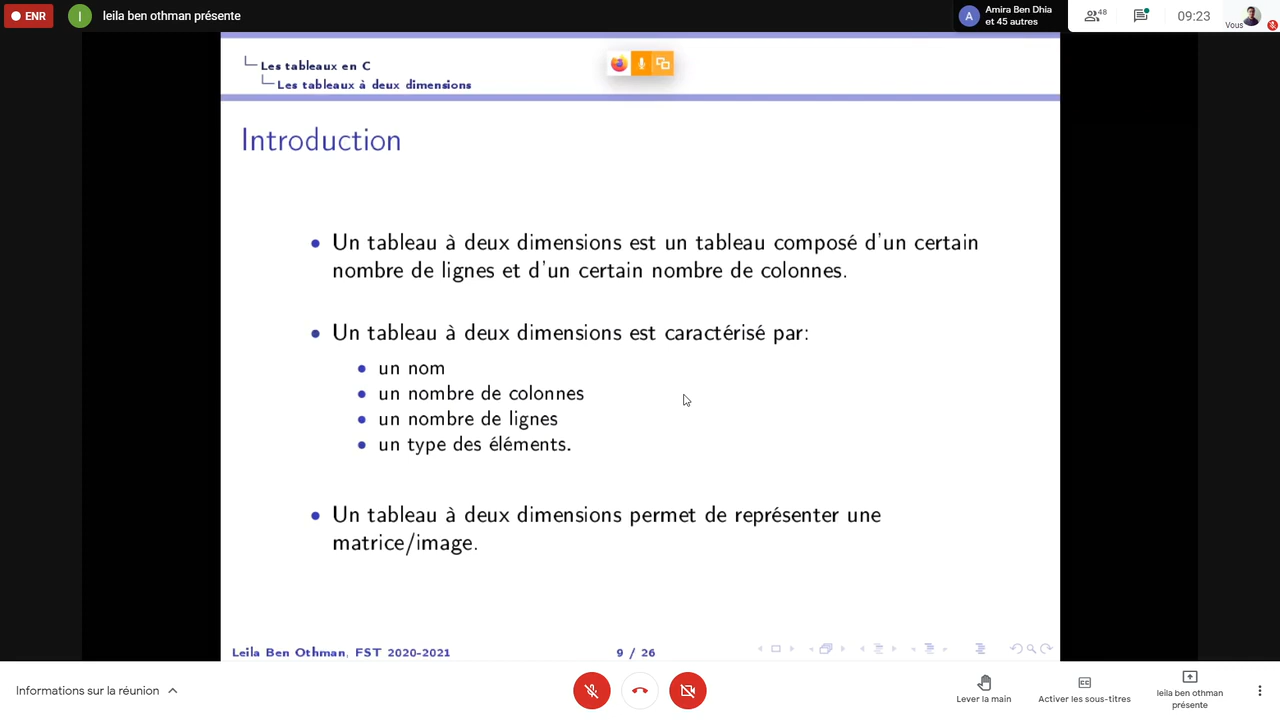 ENR
I
leila ben othman présente
A
Amira Ben Dhia
et 45 autres
48
09:23
Vous
Les tableaux en C
Les tableaux à deux dimensions
Introduction
Un tableau à deux dimensions est un tableau composé d'un certain
nombre de lignes et d'un certain nombre de colonnes.
Un tableau à deux dimensions est caractérisé par:
un nom
un nombre de colonnes
un nombre de lignes
un type des éléments.
Un tableau à deux dimensions permet de représenter une
matrice/image.
Leila Ben Othman, FST 2020-2021
9 / 26
Informations sur la réunion
Lever la main
Activer les sous-titres
leila ben othman
présente